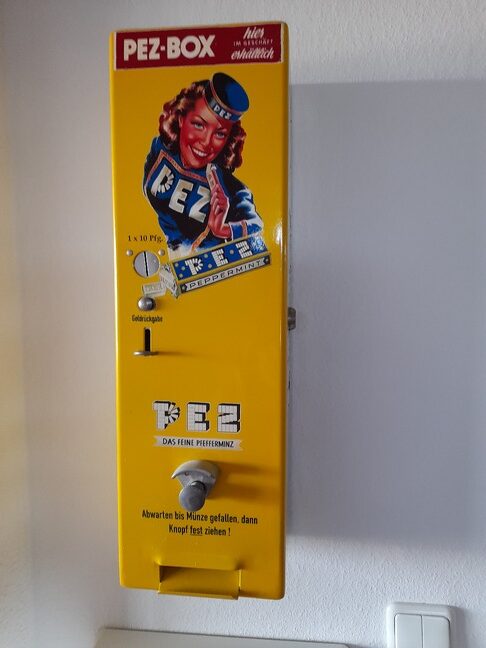 PEZ-BOX
hier
IM GESCHÄFT
erhältlich
PEZ
PEZ
1 x 10 Pfg.
PEZ
PEPPERMINT
Geldrückgabe
PEZ
DAS FEINE PFEFFERMINZ
Abwarten bis Münze gefallen, dann
Knopf fest ziehen !